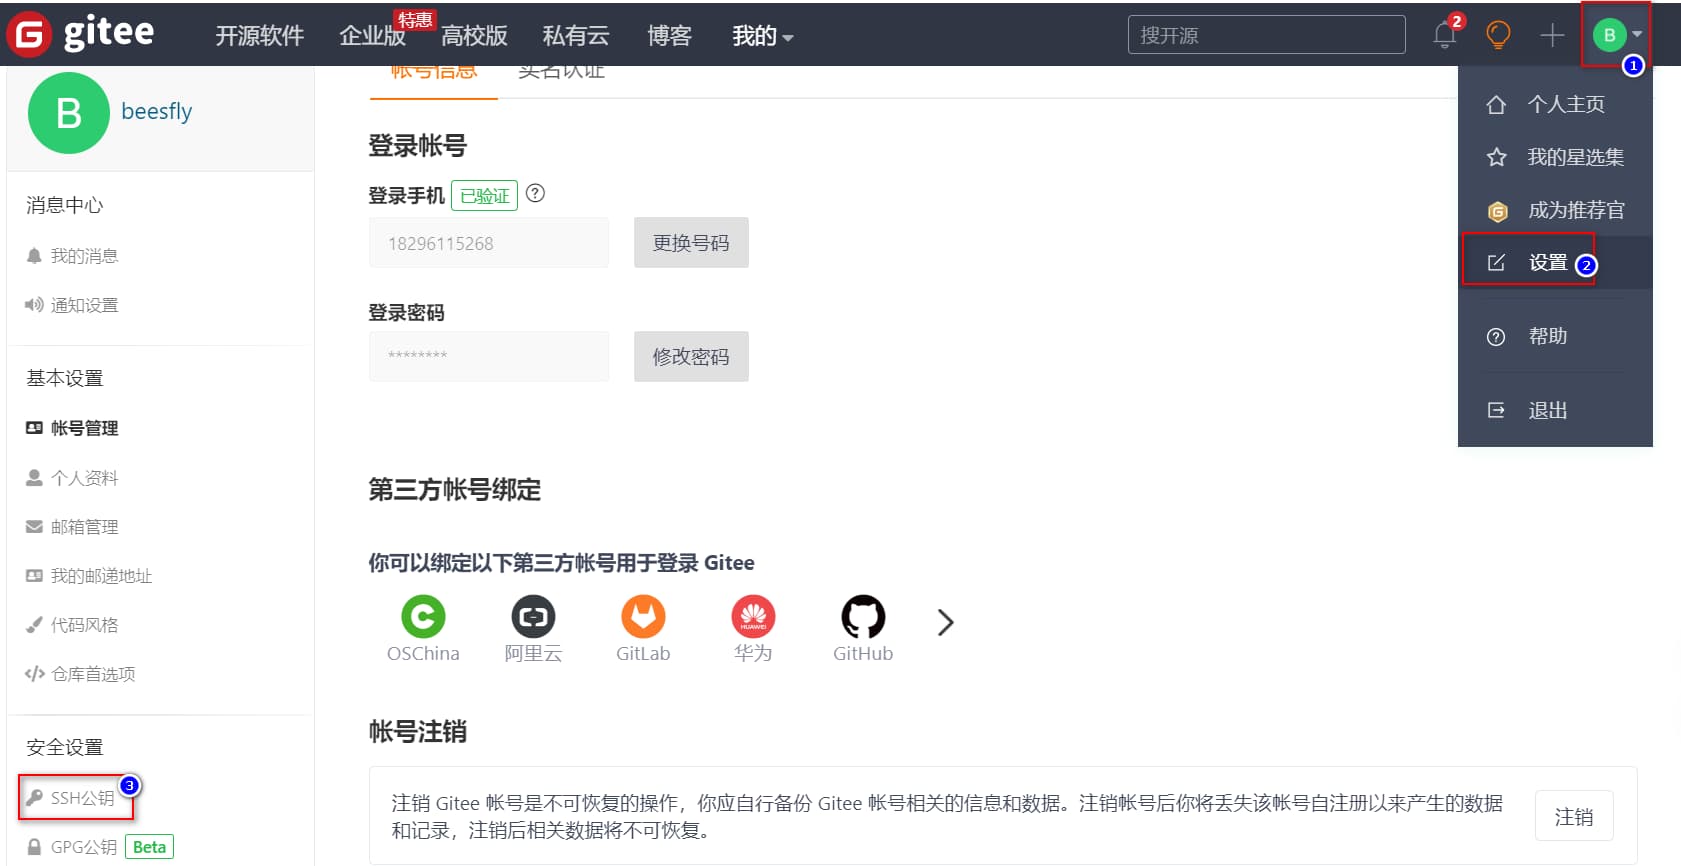 gitee 开源软件 企业版 特惠 高校版 私有云 博客 我的 搜开源 2 B
1
帐号信息 实名认证
B beesfly
消息中心
我的消息
通知设置
基本设置
帐号管理
个人资料
邮箱管理
我的邮递地址
代码风格
仓库首选项
安全设置
SSH公钥 3
GPG公钥 Beta
登录帐号
登录手机 已验证
18296115268 更换号码
登录密码
******** 修改密码
第三方帐号绑定
你可以绑定以下第三方帐号用于登录 Gitee
HUAWEI
OSChina 阿里云 GitLab 华为 GitHub
帐号注销
注销 Gitee 帐号是不可恢复的操作，你应自行备份 Gitee 帐号相关的信息和数据。注销帐号后你将丢失该帐号自注册以来产生的数据
和记录，注销后相关数据将不可恢复。
注销
个人主页
我的星选集
成为推荐官
设置 2
帮助
退出